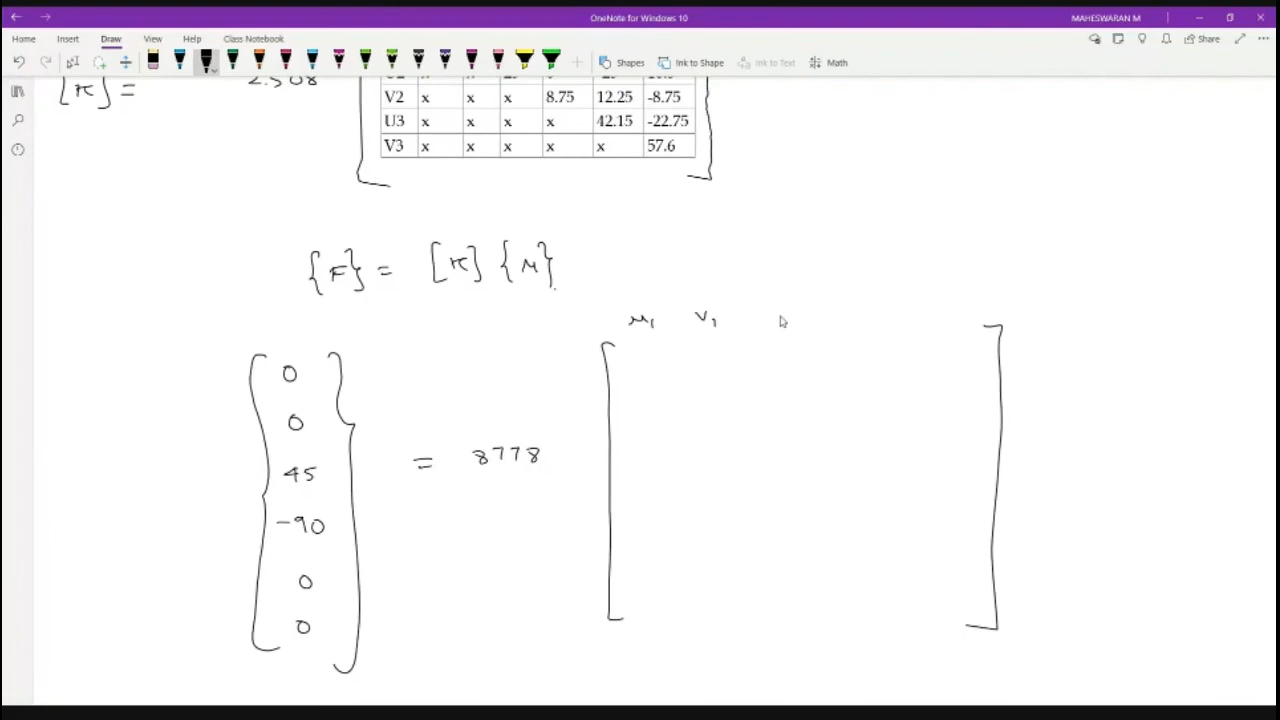 OneNote for Windows 10
MAHESWARAN M
Home Insert Draw View Help Class Notebook
Share
Shapes Ink to Shape Ink to Text Math
[K] =
2.508
V2 x x x 8.75 12.25 -8.75
U3 x x x x 42.15 -22.75
V3 x x x x x 57.6
{F} = [K] {u}
u₁ v₁
0
0
45
= 8778
-90
0
0